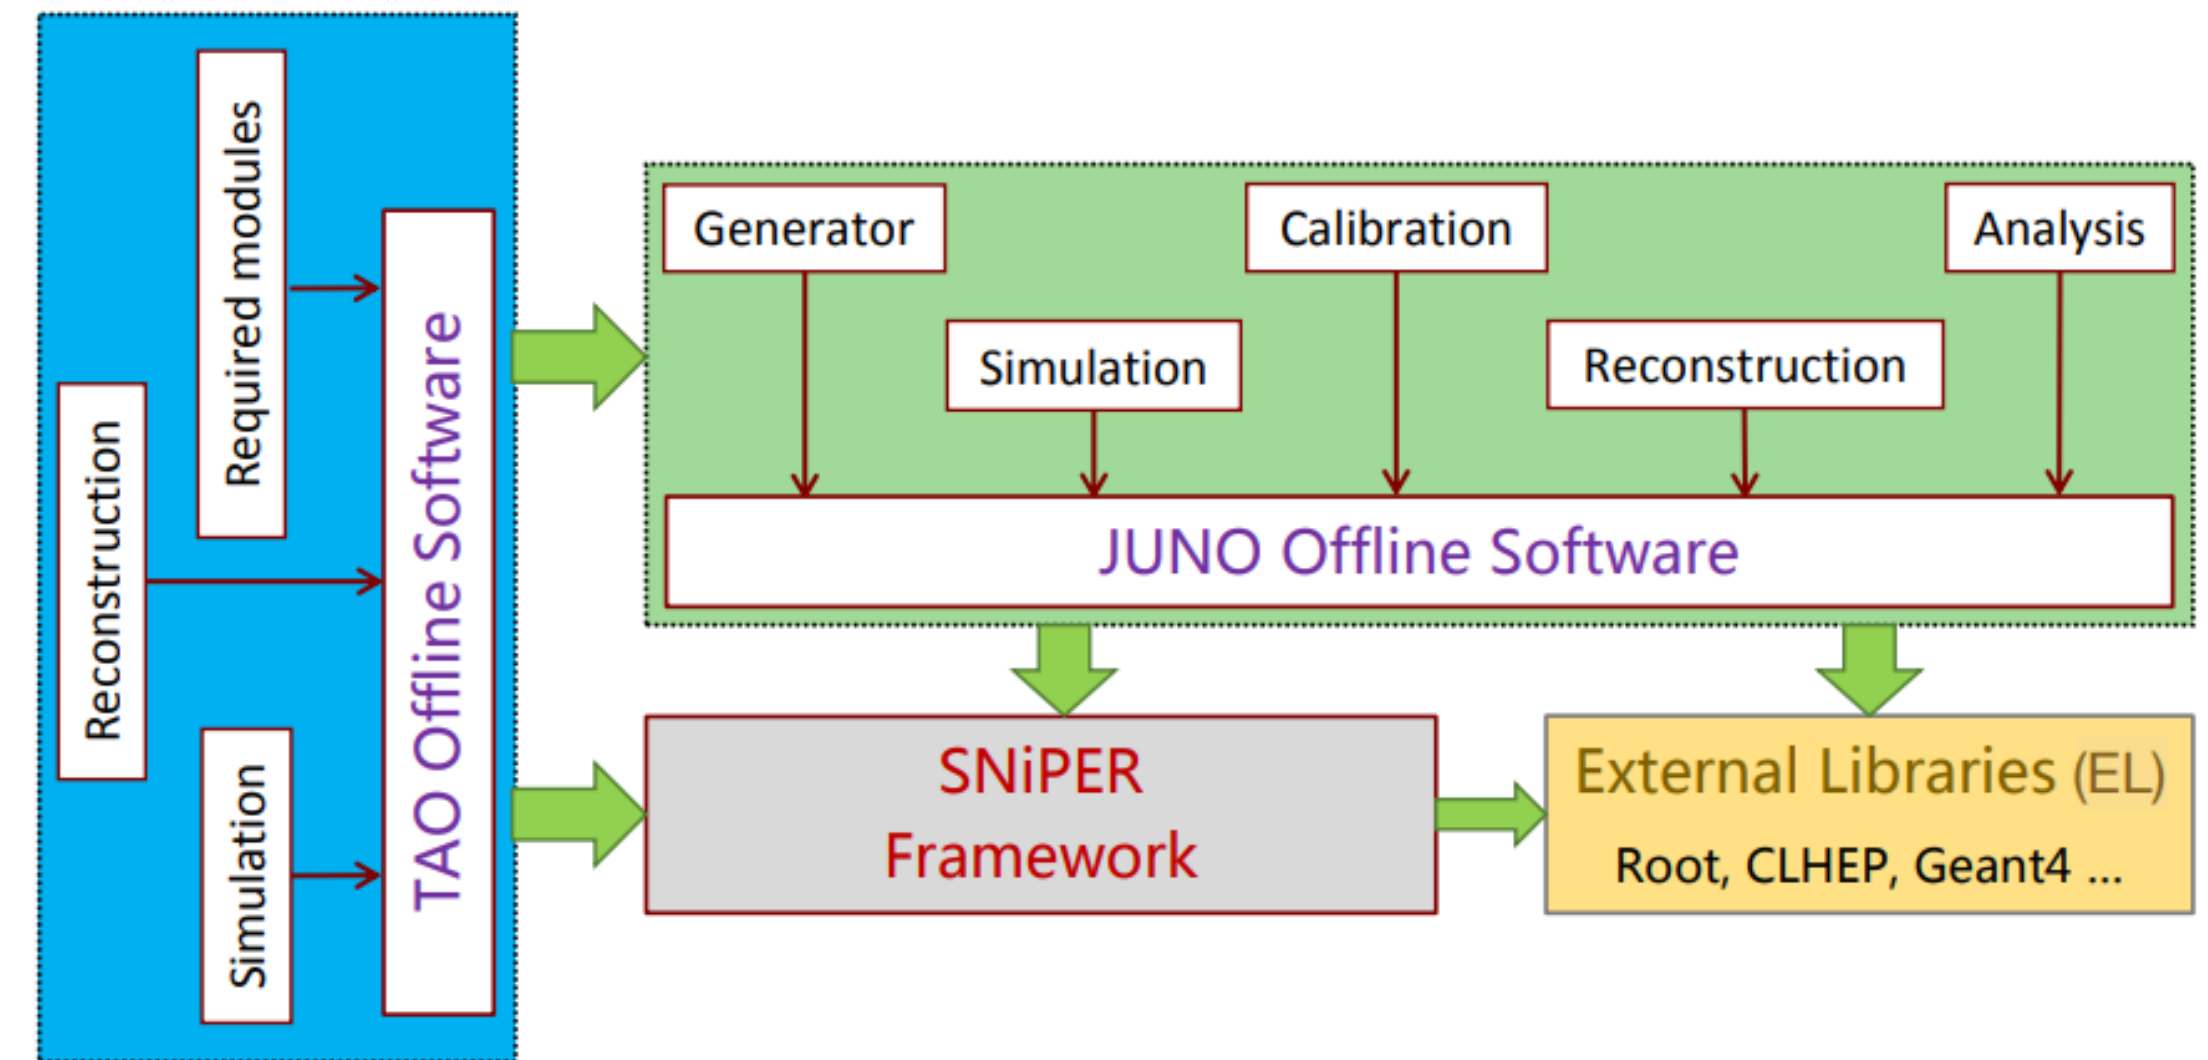 Required modules
Reconstruction
Simulation
TAO Offline Software
Generator
Calibration
Analysis
Simulation
Reconstruction
JUNO Offline Software
SNiPER
Framework
External Libraries (EL)
Root, CLHEP, Geant4 ...